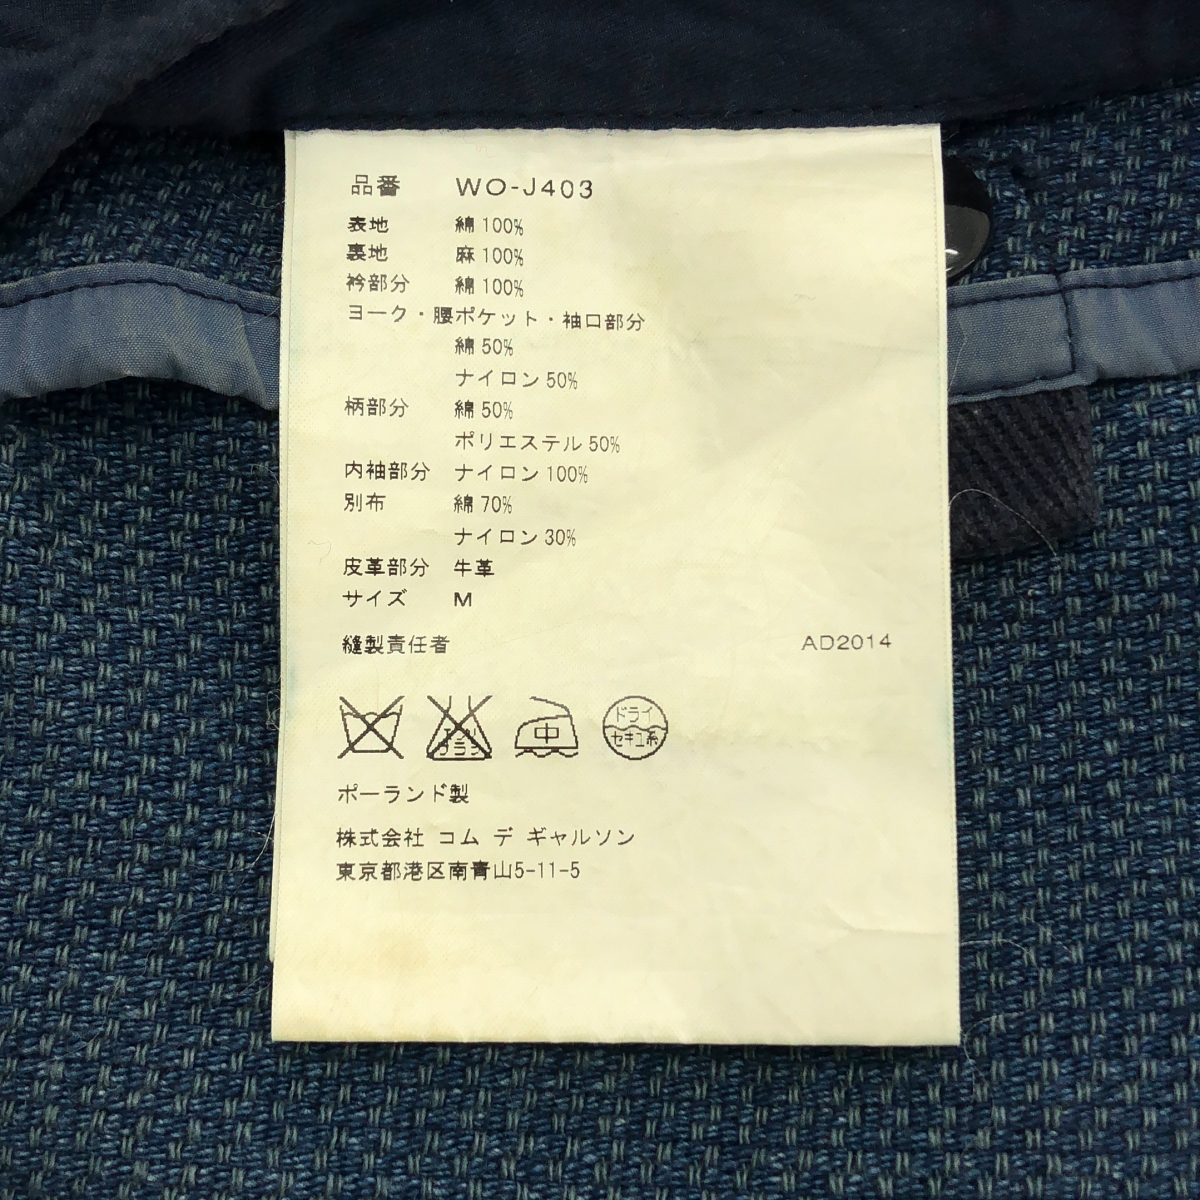 品番 WO-J403
表地 綿 100%
裏地 麻 100%
衿部分 綿 100%
ヨーク・腰ポケット・袖口部分
綿 50%
ナイロン 50%
柄部分 綿 50%
ポリエステル 50%
内袖部分 ナイロン 100%
別布 綿 70%
ナイロン 30%
皮革部分 牛革
サイズ M
縫製責任者 AD2014
エンソ
ブラシ
中
ドライ
セキユ系
ポーランド製
株式会社 コム デ ギャルソン
東京都港区南青山5-11-5